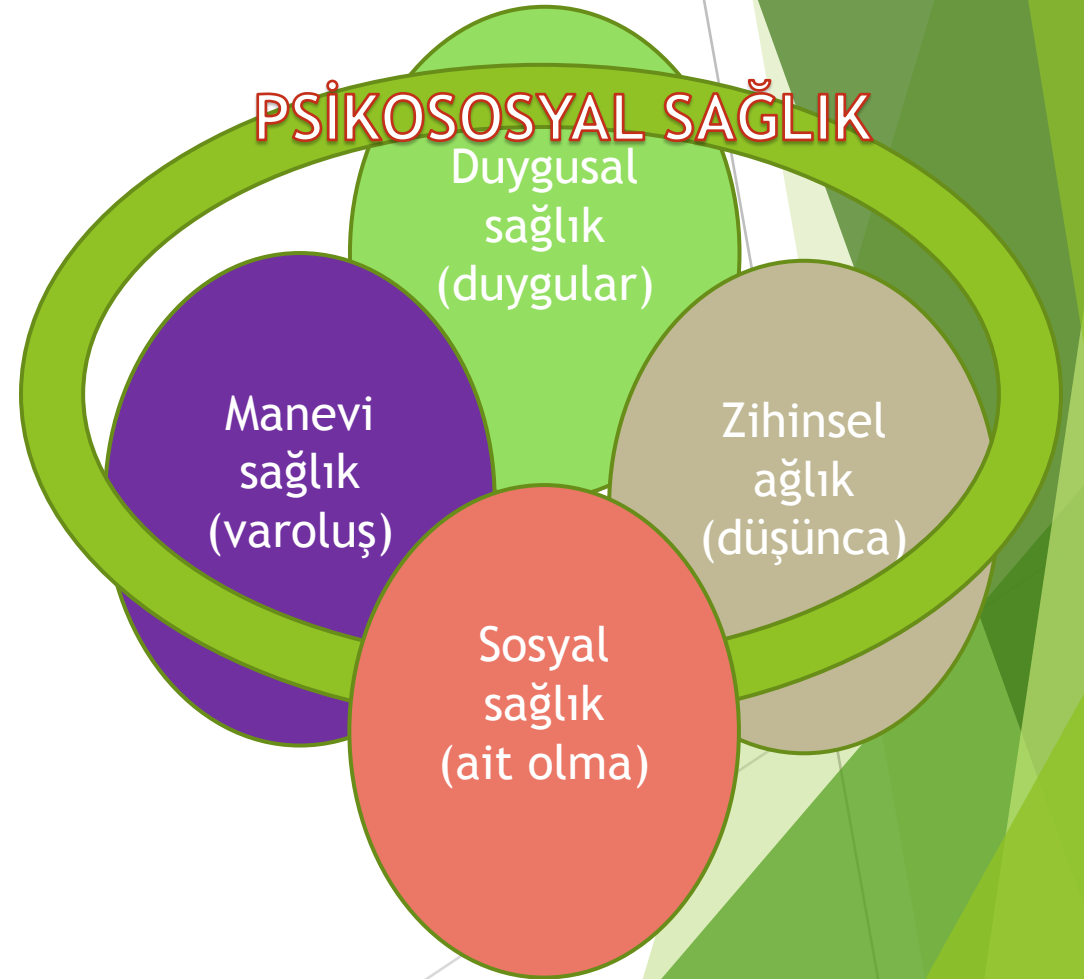 PSİKOSOSYAL SAĞLIK
Duygusal
sağlık
(duygular)
Manevi
sağlık
(varoluş)
Zihinsel
ağlık
(düşünca)
Sosyal
sağlık
(ait olma)